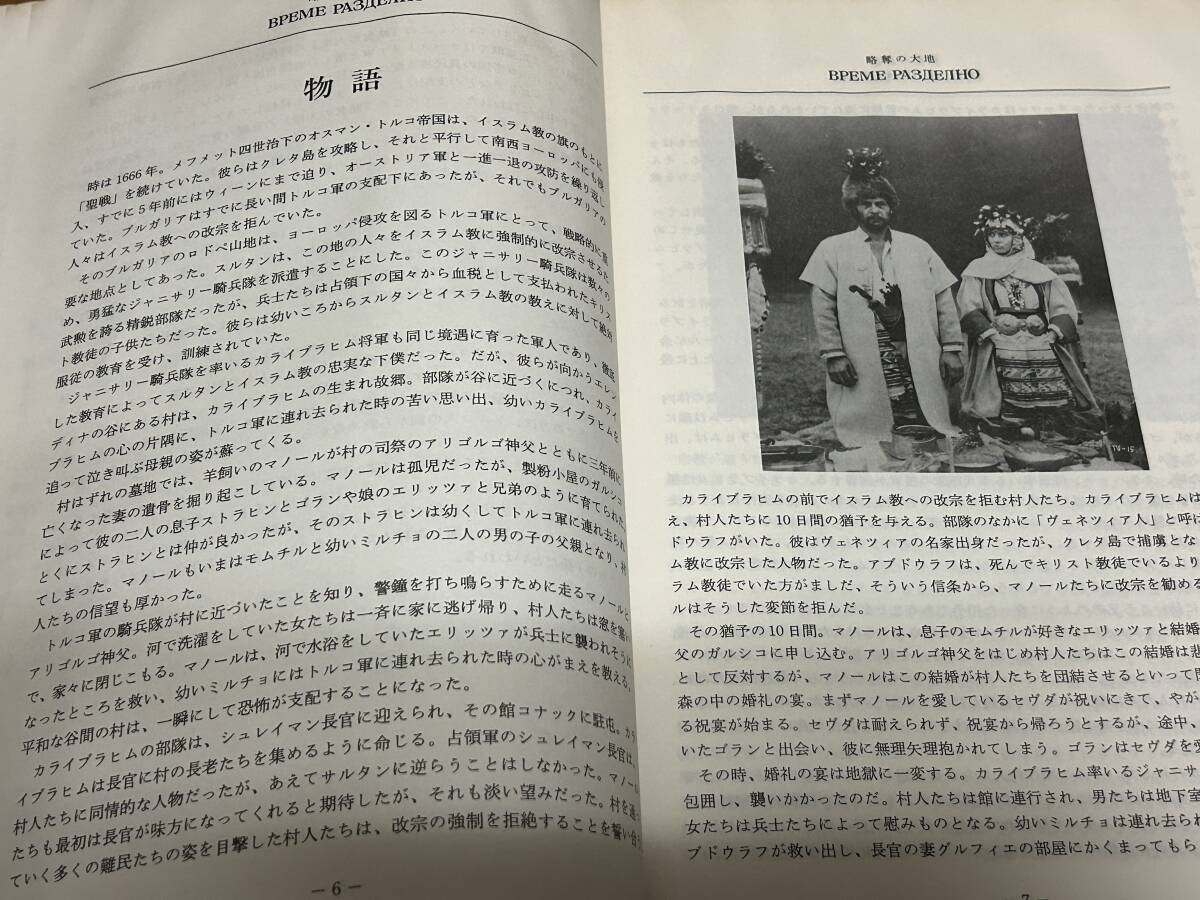 ВРЕМЕ РАЗДЕЛНО
物語
時は1666年。メフメット四世治下のオスマン・トルコ帝国は、イスラム教の旗のもとに
「聖戦」を続けていた。彼らはクレタ島を攻略し、それと平行して南西ヨーロッパにも侵
入、すでに5年前にはウィーンにまで迫り、オーストリア軍と一進一退の攻防を繰り返し
ていた。ブルガリアはすでに長い間トルコ軍の支配下にあったが、それでもブルガリアの
人々はイスラム教への改宗を拒んでいた。
そのブルガリアのロドペ山地は、ヨーロッパ侵攻を図るトルコ軍にとって、戦略的に重
要な地点としてあった。スルタンは、この地の人々をイスラム教に強制的に改宗させるた
め、勇猛なジャニサリー騎兵隊を派遣することにした。このジャニサリー騎兵隊は数々の
武勲を誇る精鋭部隊だったが、兵士たちは占領下の国々から血税として支払われたキリス
ト教徒の子供たちだった。彼らは幼いころからスルタンとイスラム教の教えに対して絶対
服従の教育を受け、訓練されていた。
ジャニサリー騎兵隊を率いるカライブラヒム将軍も同じ境遇に育った軍人であり、徹底
した教育によってスルタンとイスラム教の忠実な下僕だった。だが、彼らが向かうエレン
ディナの谷にある村は、カライブラヒムの生まれ故郷。部隊が谷に近づくにつれ、カライ
ブラヒムの心の片隅に、トルコ軍に連れ去られた時の苦い思い出、幼いカライブラヒムを
追って泣き叫ぶ母親の姿が蘇ってくる。
村はずれの墓地では、羊飼いのマノールが村の司祭のアリゴルゴ神父とともに三年前に
亡くなった妻の遺骨を掘り起こしている。マノールは孤児だったが、製粉小屋のガルシコ
によって彼の二人の息子ストラヒンとゴランや娘のエリッツァと兄弟のように育てられた。
とくにストラヒンとは仲が良かったが、そのストラヒンは幼くしてトルコ軍に連れ去られ
てしまった。マノールもいまはモムチルと幼いミルチョの二人の男の子の父親となり、村
人たちの信望も厚かった。
トルコ軍の騎兵隊が村に近づいたことを知り、警鐘を打ち鳴らすために走るマノールと
アリゴルゴ神父。河で洗濯をしていた女たちは一斉に家に逃げ帰り、村人たちは窓を塞い
で、家々に閉じこもる。マノールは、河で水浴をしていたエリッツァが兵士に襲われそうに
なったところを救い、幼いミルチョにはトルコ軍に連れ去られた時の心がまえを教える。
平和な谷間の村は、一瞬にして恐怖が支配することになった。
カライブラヒムの部隊は、シュレイマン長官に迎えられ、その館コナックに駐屯。カラ
イブラヒムは長官に村の長老たちを集めるように命じる。占領軍のシュレイマン長官は、
村人たちに同情的な人物だったが、あえてサルタンに逆らうことはしなかった。マノール
たちも最初は長官が味方になってくれると期待したが、それも淡い望みだった。村を通っ
ていく多くの難民たちの姿を目撃した村人たちは、改宗の強制を拒絶することを誓い合う
—6—
略奪の大地
ВРЕМЕ РАЗДЕЛНО
TV-15
カライブラヒムの前でイスラム教への改宗を拒む村人たち。カライブラヒムは
え、村人たちに10日間の猶予を与える。部隊のなかに「ヴェネツィア人」と呼ば
ドウラフがいた。彼はヴェネツィアの名家出身だったが、クレタ島で捕虜とな
ム教に改宗した人物だった。アブドウラフは、死んでキリスト教徒でいるより
ラム教徒でいた方がましだ、そういう信条から、マノールたちに改宗を勧める
ルはそうした変節を拒んだ。
その猶予の10日間。マノールは、息子のモムチルが好きなエリッツァと結婚
父のガルシコに申し込む。アリゴルゴ神父をはじめ村人たちはこの結婚は悲
として反対するが、マノールはこの結婚が村人たちを団結させるといって
森の中の婚礼の宴。まずマノールを愛しているセヴダが祝いにきて、やが
る祝宴が始まる。セヴダは耐えられず、祝宴から帰ろうとするが、途中、
いたゴランと出会い、彼に無理矢理抱かれてしまう。ゴランはセヴダを愛
その時、婚礼の宴は地獄に一変する。カライブラヒム率いるジャニサ
包囲し、襲いかかったのだ。村人たちは館に連行され、男たちは地下室
女たちは兵士たちによって慰みものとなる。幼いミルチョは連れ去られ
ブドウラフが救い出し、長官の妻グルフィエの部屋にかくまってもら
—7—